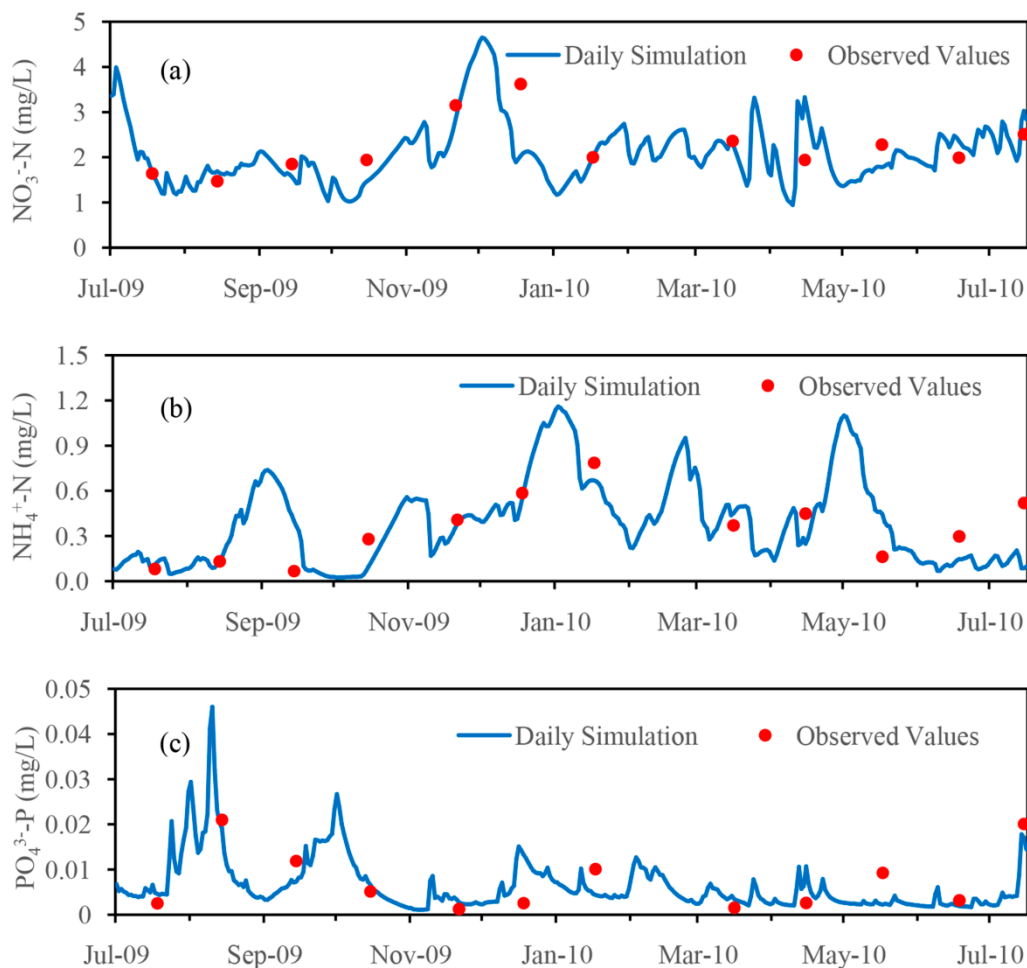 NO₃⁻-N (mg/L)
5
4
3
2
1
0
(a)
Daily Simulation
Observed Values
Jul-09 Sep-09 Nov-09 Jan-10 Mar-10 May-10 Jul-10
NH₄⁺-N (mg/L)
1.5
1.2
0.9
0.6
0.3
0.0
(b)
Daily Simulation
Observed Values
Jul-09 Sep-09 Nov-09 Jan-10 Mar-10 May-10 Jul-10
PO₄³⁻-P (mg/L)
0.05
0.04
0.03
0.02
0.01
0
(c)
Daily Simulation
Observed Values
Jul-09 Sep-09 Nov-09 Jan-10 Mar-10 May-10 Jul-10